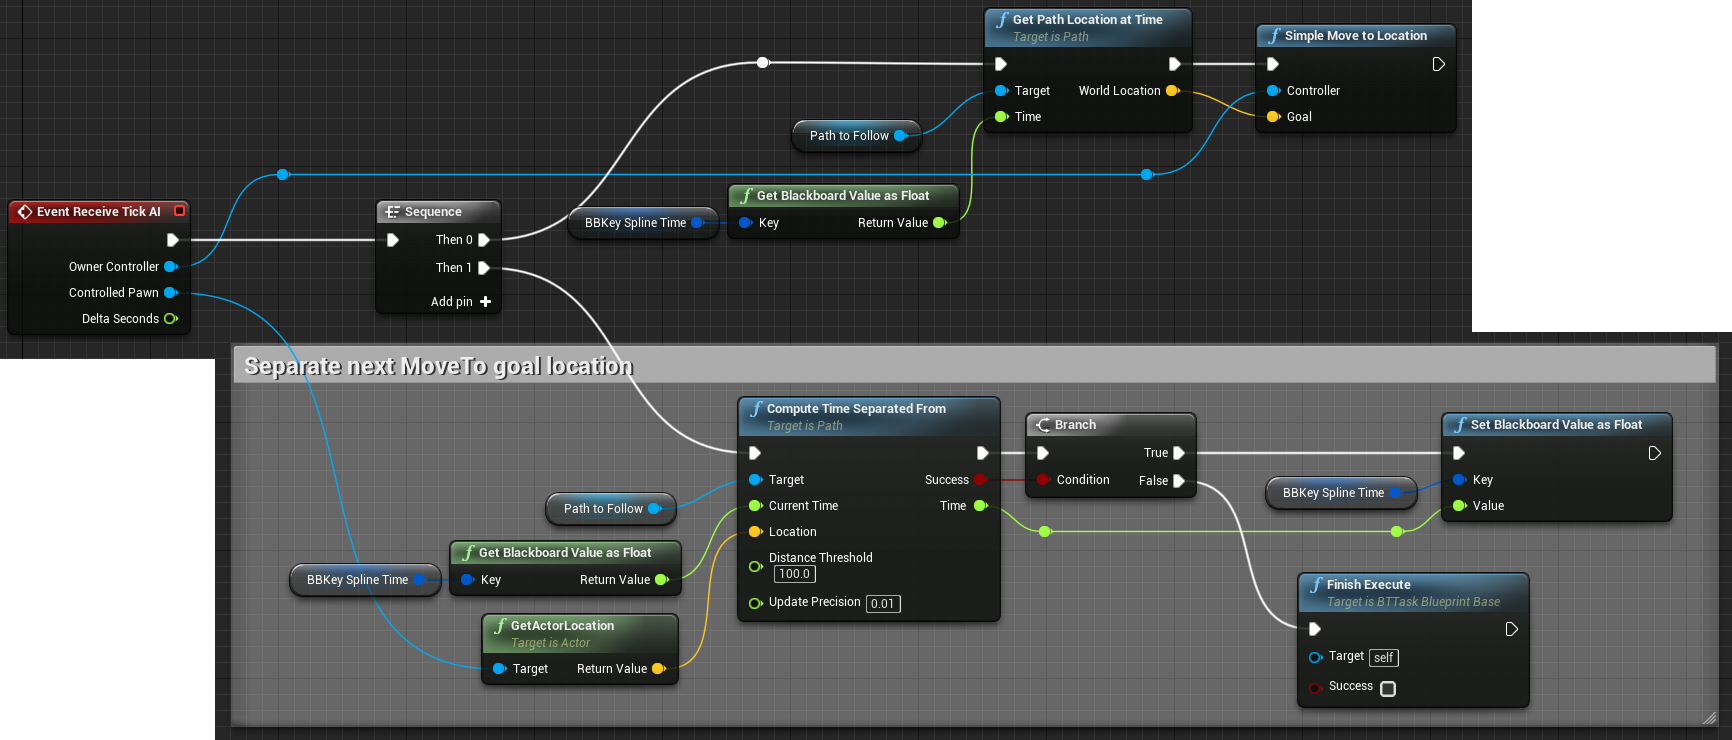 Get Path Location at Time
Target is Path
Target World Location
Time
Simple Move to Location
Controller
Goal
Path to Follow
Event Receive Tick AI
Owner Controller
Controlled Pawn
Delta Seconds
Sequence
Then 0
Then 1
Add pin
BBKey Spline Time
Get Blackboard Value as Float
Key Return Value
Separate next MoveTo goal location
Compute Time Separated From
Target is Path
Target Success
Current Time Time
Location
Distance Threshold
100.0
Update Precision 0.01
Path to Follow
BBKey Spline Time
Get Blackboard Value as Float
Key Return Value
GetActorLocation
Target is Actor
Target Return Value
Branch
True
Condition False
BBKey Spline Time
Set Blackboard Value as Float
Key
Value
Finish Execute
Target is BTTask Blueprint Base
Target self
Success